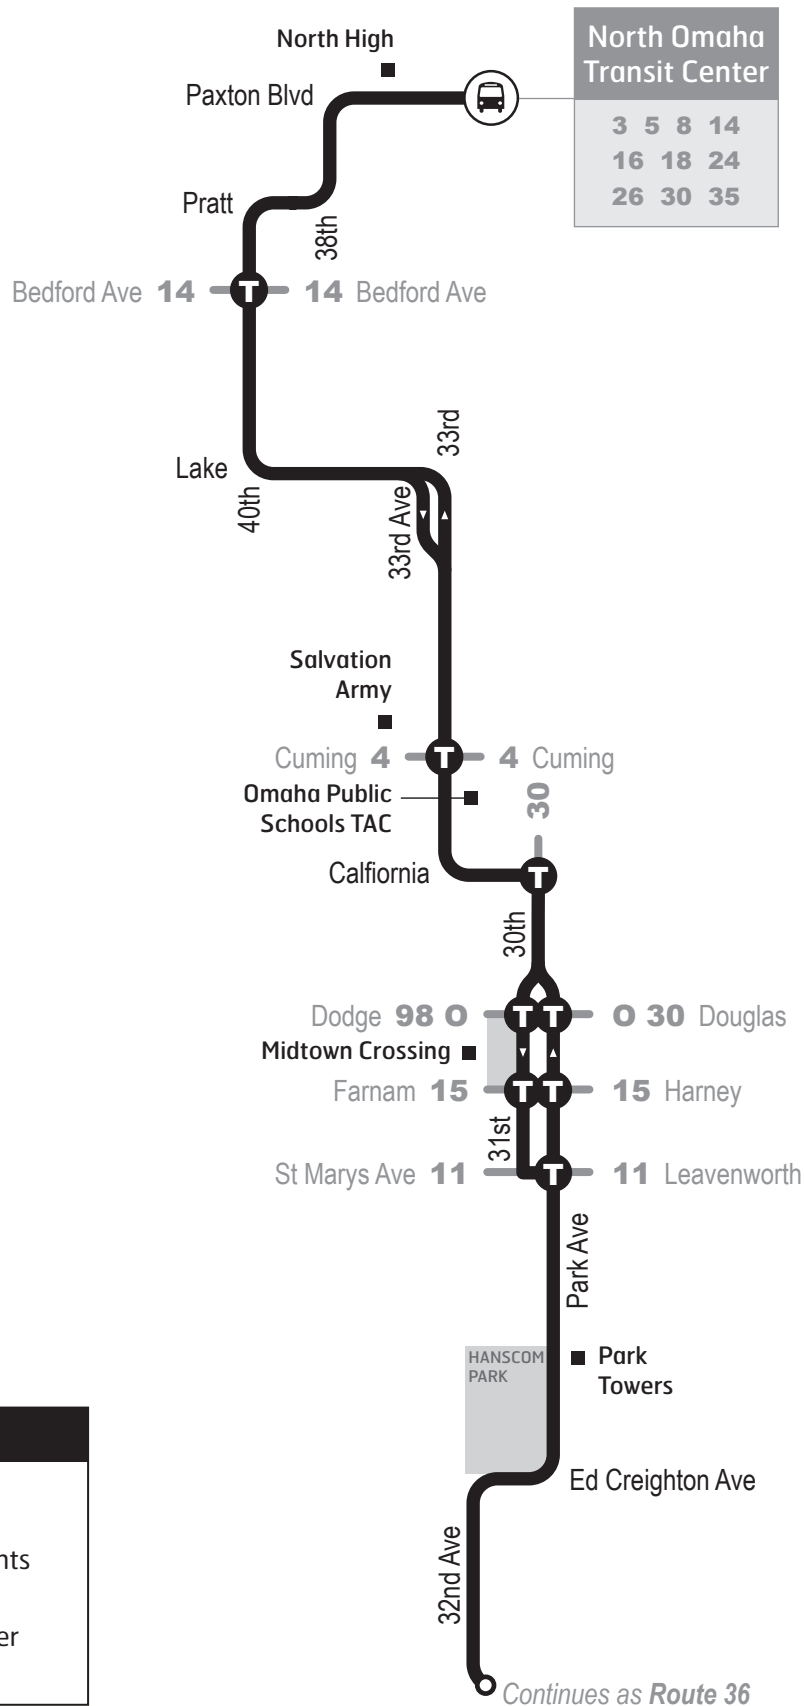 North High
North Omaha
Transit Center
Paxton Blvd
3 5 8 14
16 18 24
26 30 35
Pratt
38th
Bedford Ave 14
T
14 Bedford Ave
33rd
Lake
40th
33rd Ave
Salvation
Army
Cuming 4
T
4 Cuming
Omaha Public
Schools TAC
30
Calfiornia
T
30th
Dodge 98 O
T
T
O 30 Douglas
Midtown Crossing
Farnam 15
T
T
15 Harney
31st
St Marys Ave 11
T
11 Leavenworth
Park Ave
HANSCOM
PARK
Park
Towers
Ed Creighton Ave
32nd Ave
nts
er
Continues as Route 36